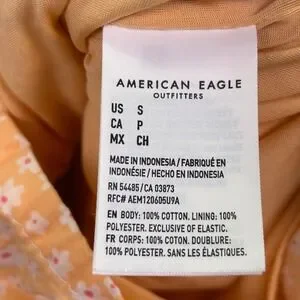 AMERICAN EAGLE
OUTFITTERS
US S
CA P
MX CH
MADE IN INDONESIA / FABRIQUÉ EN
INDONÉSIE / HECHO EN INDONESIA
RN 54485 / CA 03873
RFC# AEM120605U9A
EN BODY: 100% COTTON. LINING: 100%
POLYESTER. EXCLUSIVE OF ELASTIC.
FR CORPS: 100% COTON. DOUBLURE:
100% POLYESTER. SANS LES ÉLASTIQUES.